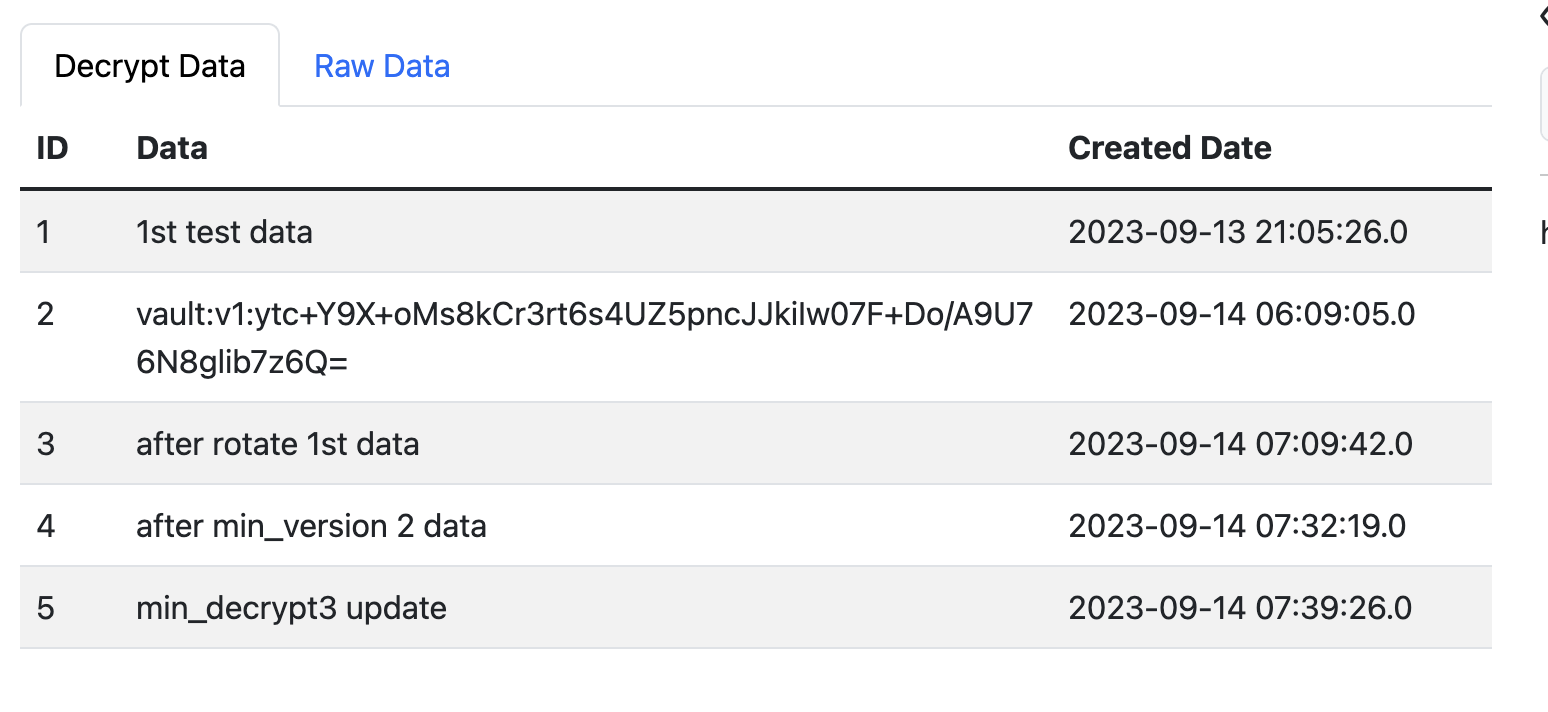 Decrypt Data Raw Data
ID Data Created Date
1 1st test data 2023-09-13 21:05:26.0
2 vault:v1:ytc+Y9X+oMs8kCr3rt6s4UZ5pncJJkiIw07F+Do/A9U7 2023-09-14 06:09:05.0
6N8glib7z6Q=
3 after rotate 1st data 2023-09-14 07:09:42.0
4 after min_version 2 data 2023-09-14 07:32:19.0
5 min_decrypt3 update 2023-09-14 07:39:26.0